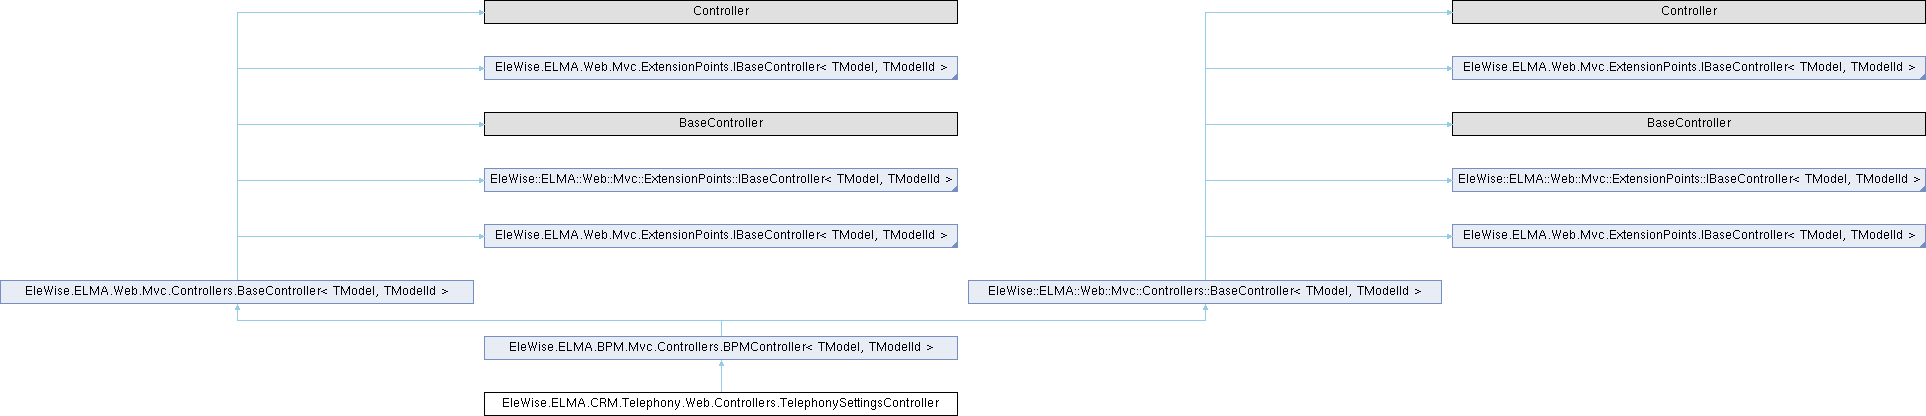 Controller
Controller
EleWise.ELMA.Web.Mvc.ExtensionPoints.IBaseController< TModel, TModelId >
EleWise.ELMA.Web.Mvc.ExtensionPoints.IBaseController< TModel, TModelId >
BaseController
BaseController
EleWise::ELMA::Web::Mvc::ExtensionPoints::IBaseController< TModel, TModelId >
EleWise::ELMA::Web::Mvc::ExtensionPoints::IBaseController< TModel, TModelId >
EleWise.ELMA.Web.Mvc.ExtensionPoints.IBaseController< TModel, TModelId >
EleWise.ELMA.Web.Mvc.ExtensionPoints.IBaseController< TModel, TModelId >
EleWise.ELMA.Web.Mvc.Controllers.BaseController< TModel, TModelId >
EleWise::ELMA::Web::Mvc::Controllers::BaseController< TModel, TModelId >
EleWise.ELMA.BPM.Mvc.Controllers.BPMController< TModel, TModelId >
EleWise.ELMA.CRM.Telephony.Web.Controllers.TelephonySettingsController